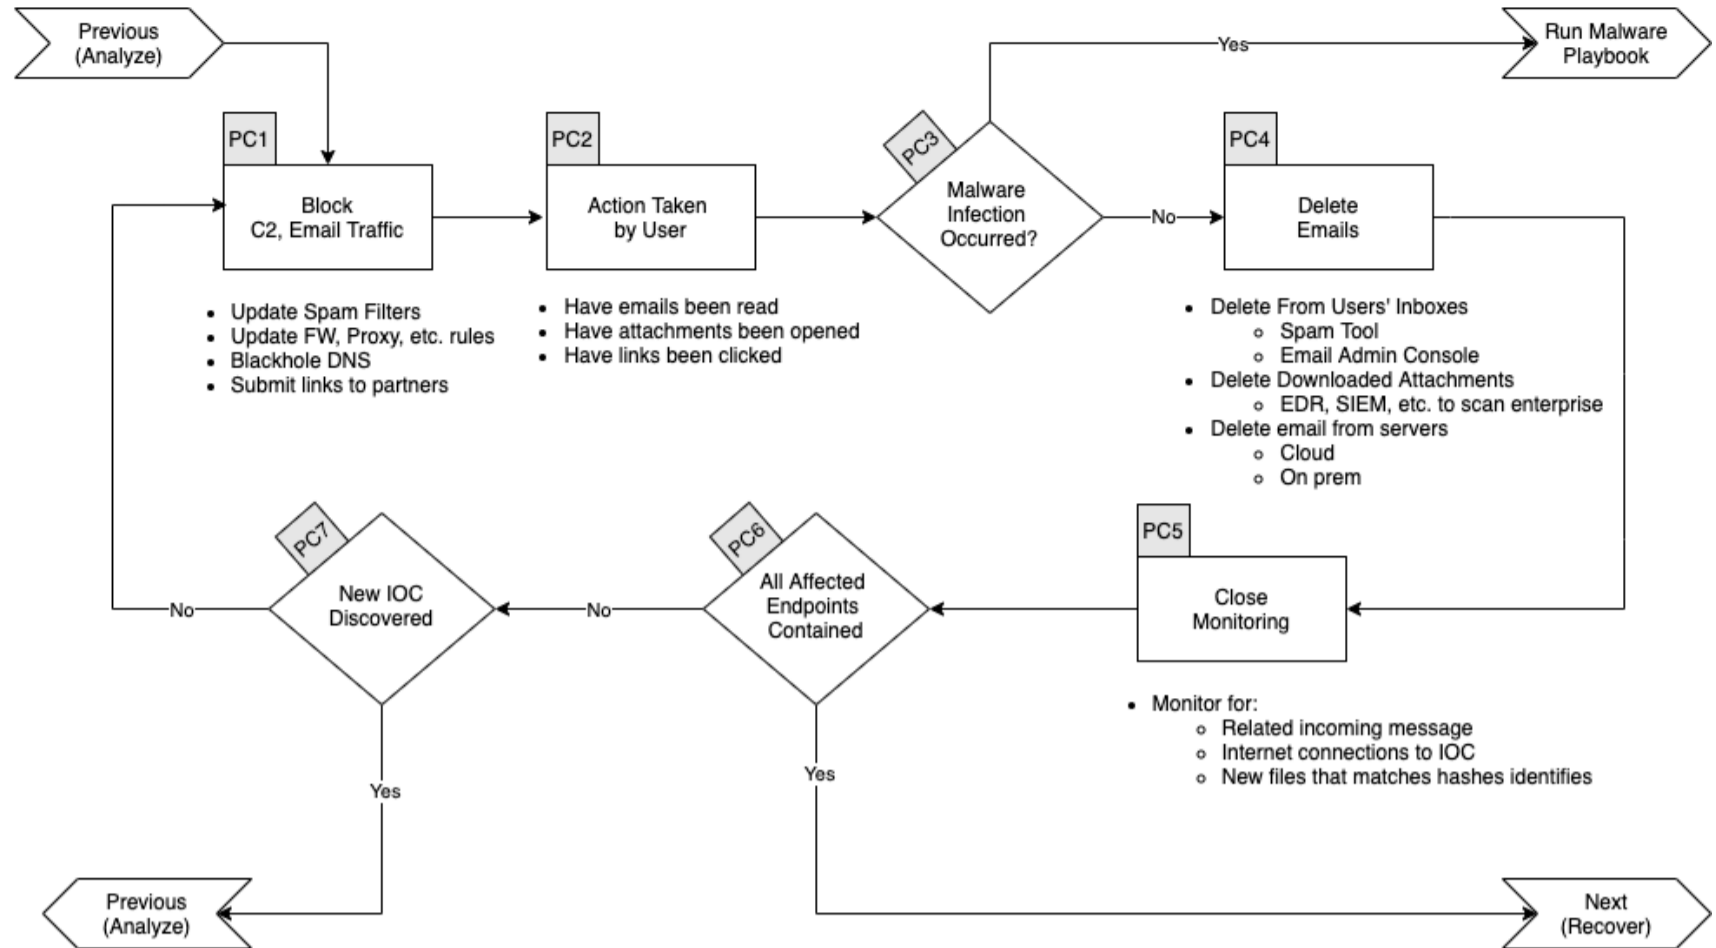 Previous
(Analyze)
Yes
Run Malware
Playbook
PC1
Block
C2, Email Traffic
• Update Spam Filters
• Update FW, Proxy, etc. rules
• Blackhole DNS
• Submit links to partners
PC2
Action Taken
by User
• Have emails been read
• Have attachments been opened
• Have links been clicked
PC3
Malware
Infection
Occurred?
No
PC4
Delete
Emails
• Delete From Users' Inboxes
○ Spam Tool
○ Email Admin Console
• Delete Downloaded Attachments
○ EDR, SIEM, etc. to scan enterprise
• Delete email from servers
○ Cloud
○ On prem
PC5
Close
Monitoring
• Monitor for:
○ Related incoming message
○ Internet connections to IOC
○ New files that matches hashes identifies
PC6
All Affected
Endpoints
Contained
No
Yes
PC7
New IOC
Discovered
No
Yes
Previous
(Analyze)
Next
(Recover)